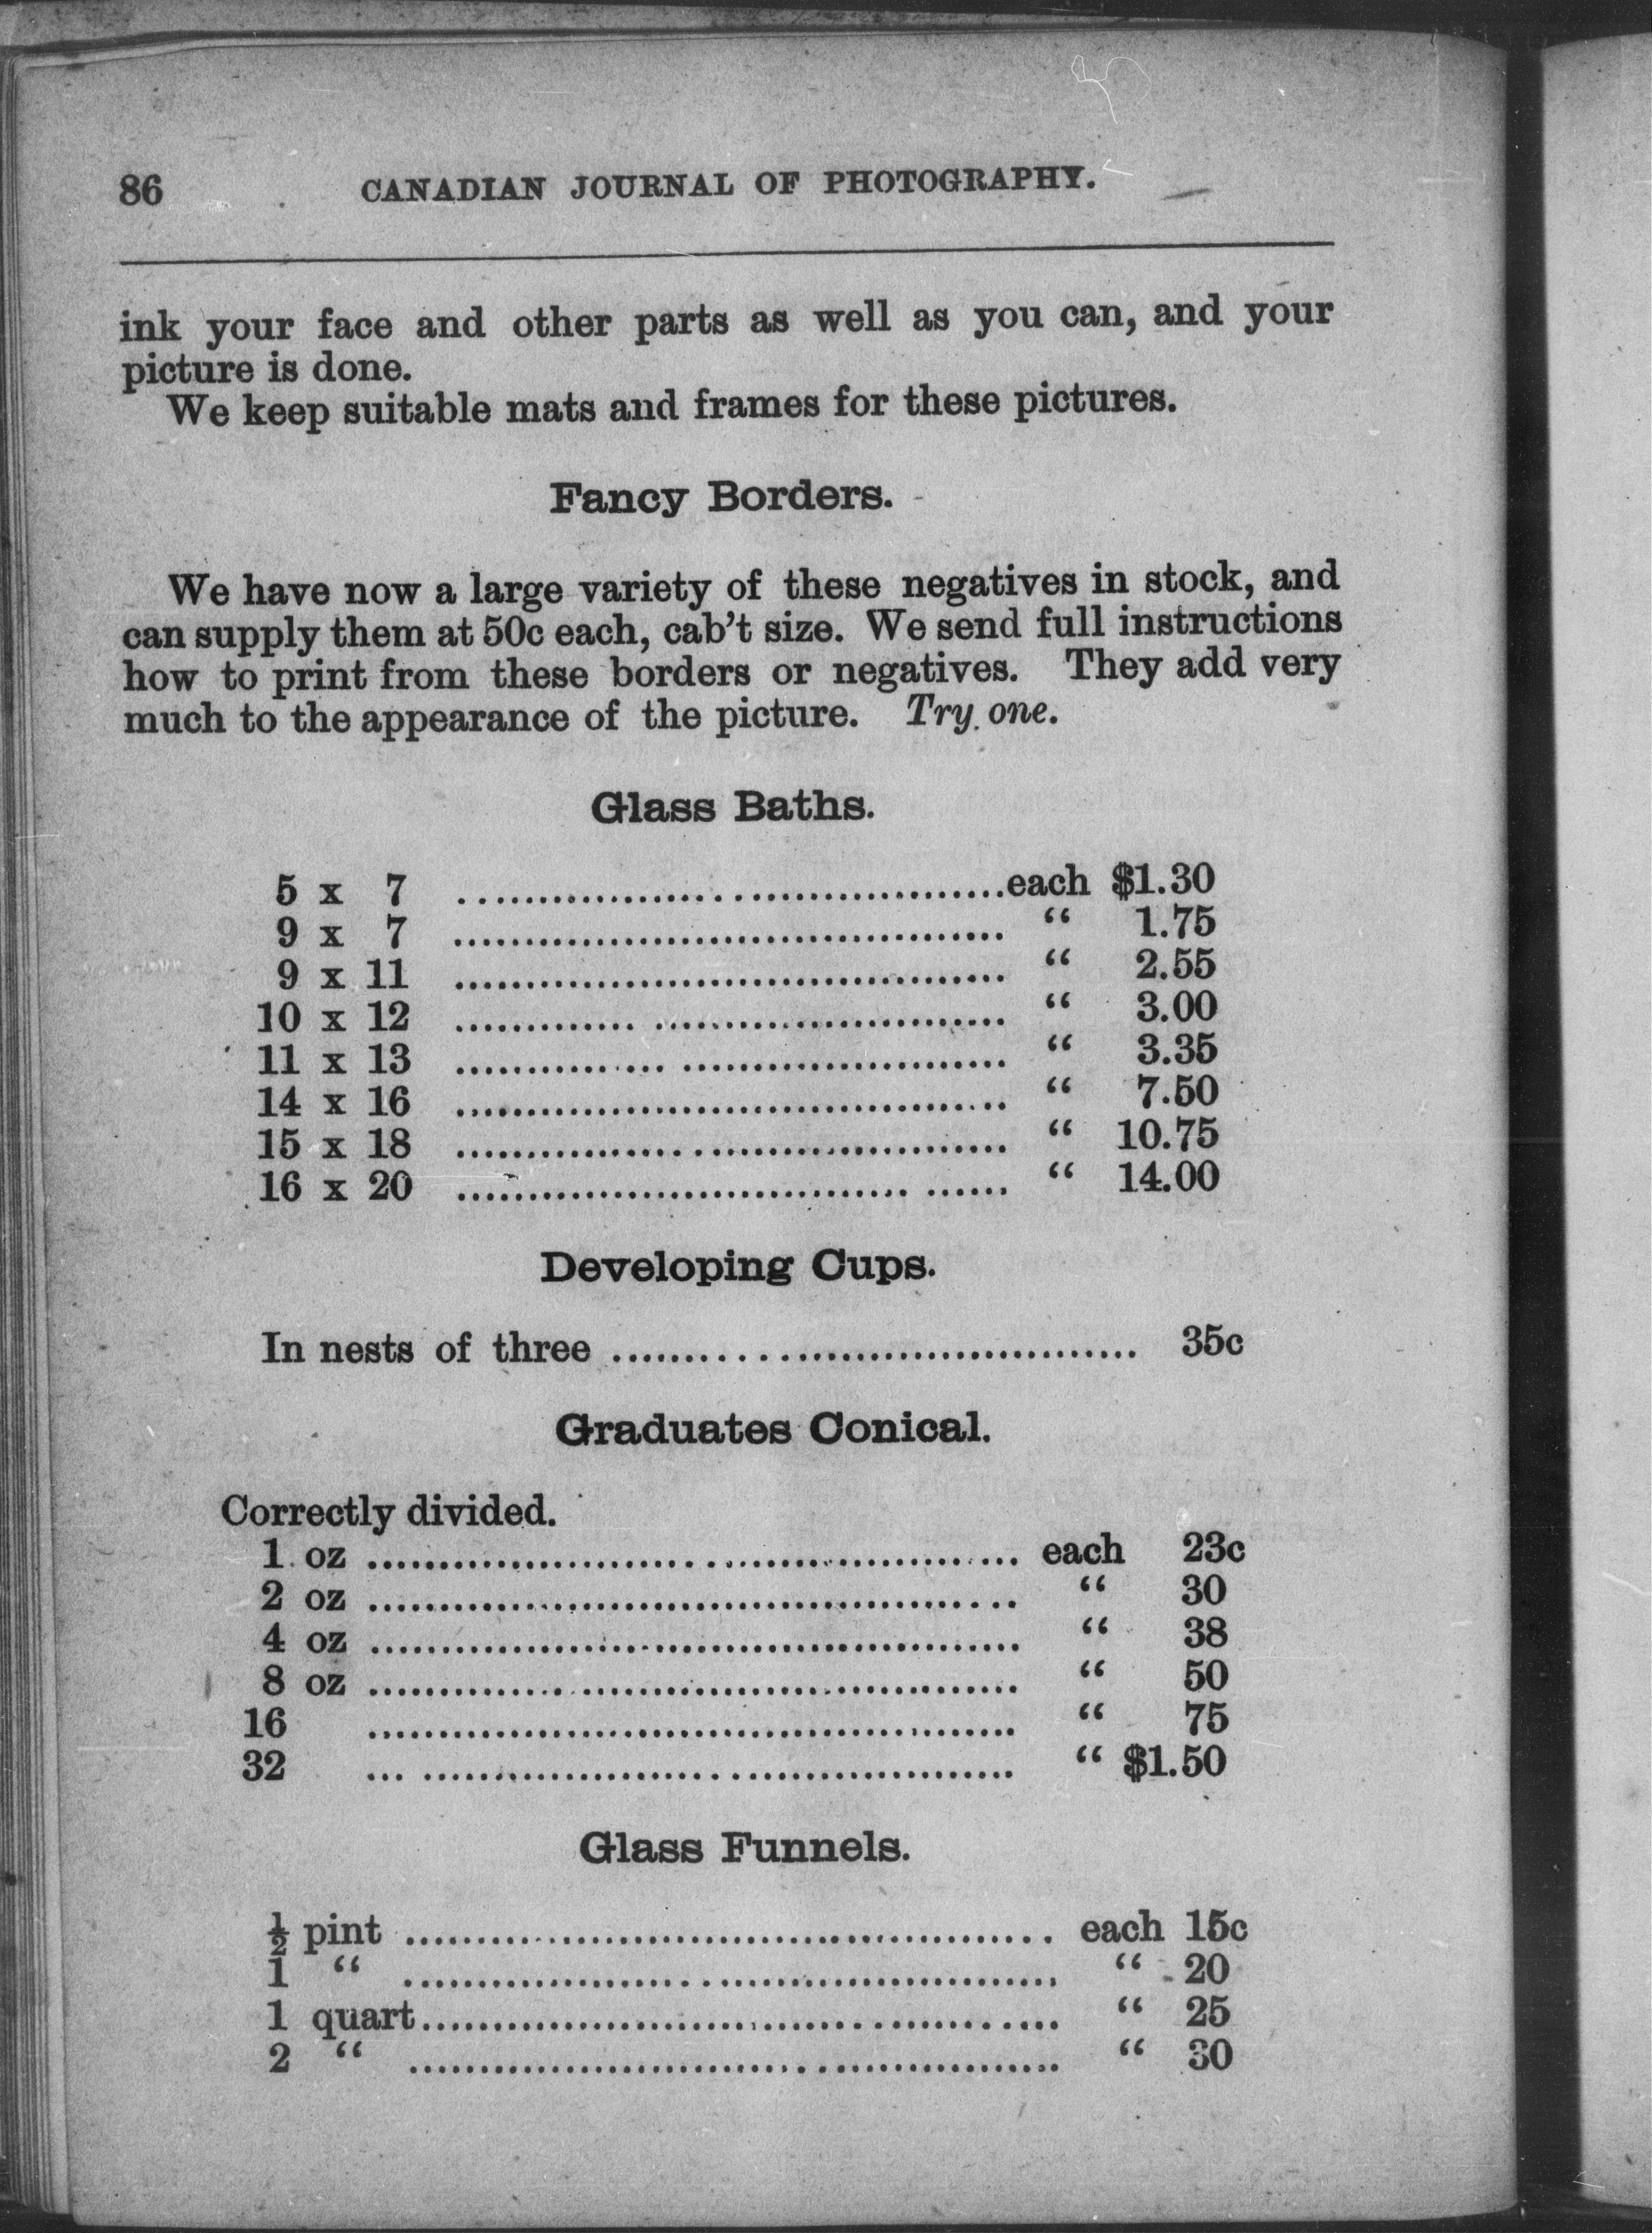 86 CANADIAN JOURNAL OF PHOTOGRAPHY.
ink your face and other parts as well as you can, and your
picture is done.
We keep suitable mats and frames for these pictures.
Fancy Borders.
We have now a large variety of these negatives in stock, and
can supply them at 50c each, cab't size. We send full instructions
how to print from these borders or negatives. They add very
much to the appearance of the picture. Try one.
Glass Baths.
5 x 7 ........................................each $1.30
9 x 7 ........................................ “ 1.75
9 x 11 ........................................ “ 2.55
10 x 12 ........................................ “ 3.00
11 x 13 ........................................ “ 3.35
14 x 16 ........................................ “ 7.50
15 x 18 ........................................ “ 10.75
16 x 20 ........................................ “ 14.00
Developing Cups.
In nests of three ........................................ 35c
Graduates Conical.
Correctly divided.
1 oz ........................................ each 23c
2 oz ........................................ “ 30
4 oz ........................................ “ 38
8 oz ........................................ “ 50
16 ........................................ “ 75
32 ........................................ “ $1.50
Glass Funnels.
½ pint ........................................ each 15c
1 “ ........................................ “ 20
1 quart........................................ “ 25
2 “ ........................................ “ 30